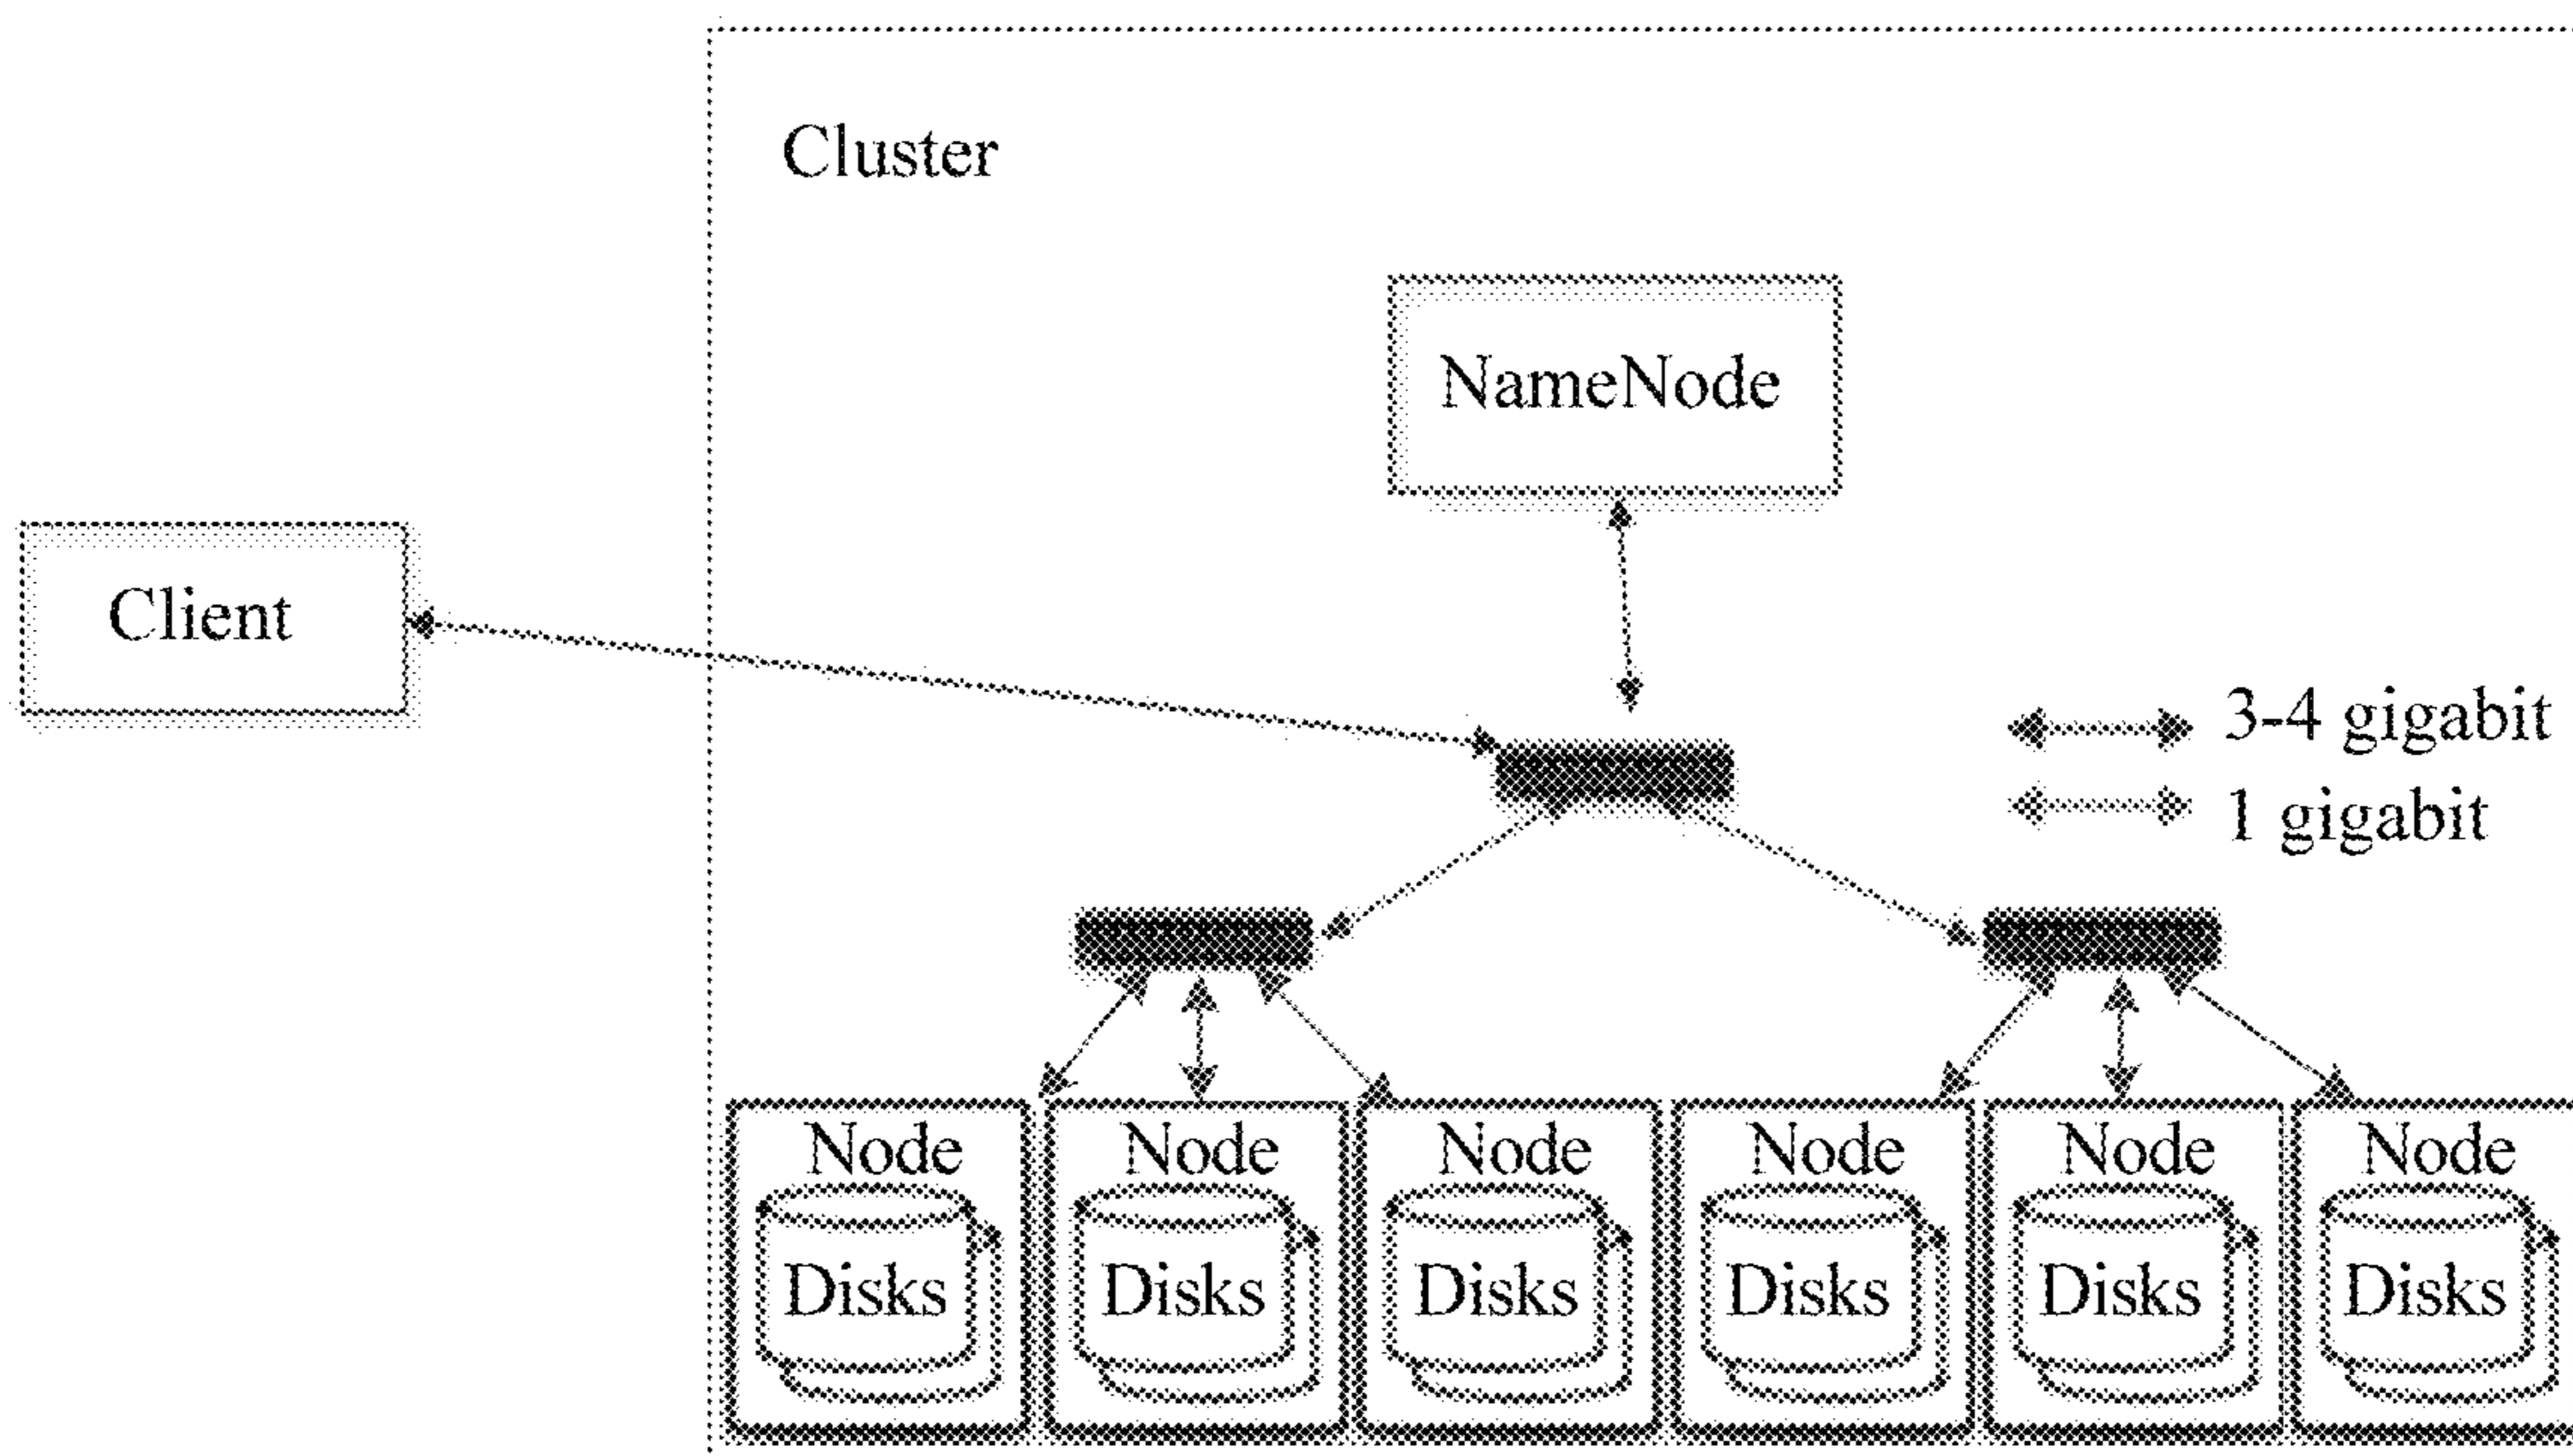 Cluster
NameNode
Client
3-4 gigabit
1 gigabit
Node Node Node Node Node Node
Disks Disks Disks Disks Disks Disks